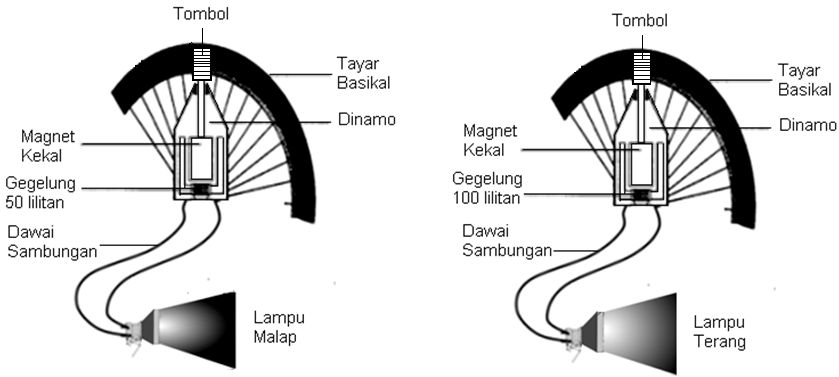 Tombol
Tayar
Basikal
Dinamo
Magnet
Kekal
Gegelung
50 lilitan
Dawai
Sambungan
Lampu
Malap
Tombol
Tayar
Basikal
Dinamo
Magnet
Kekal
Gegelung
100 lilitan
Dawai
Sambungan
Lampu
Terang